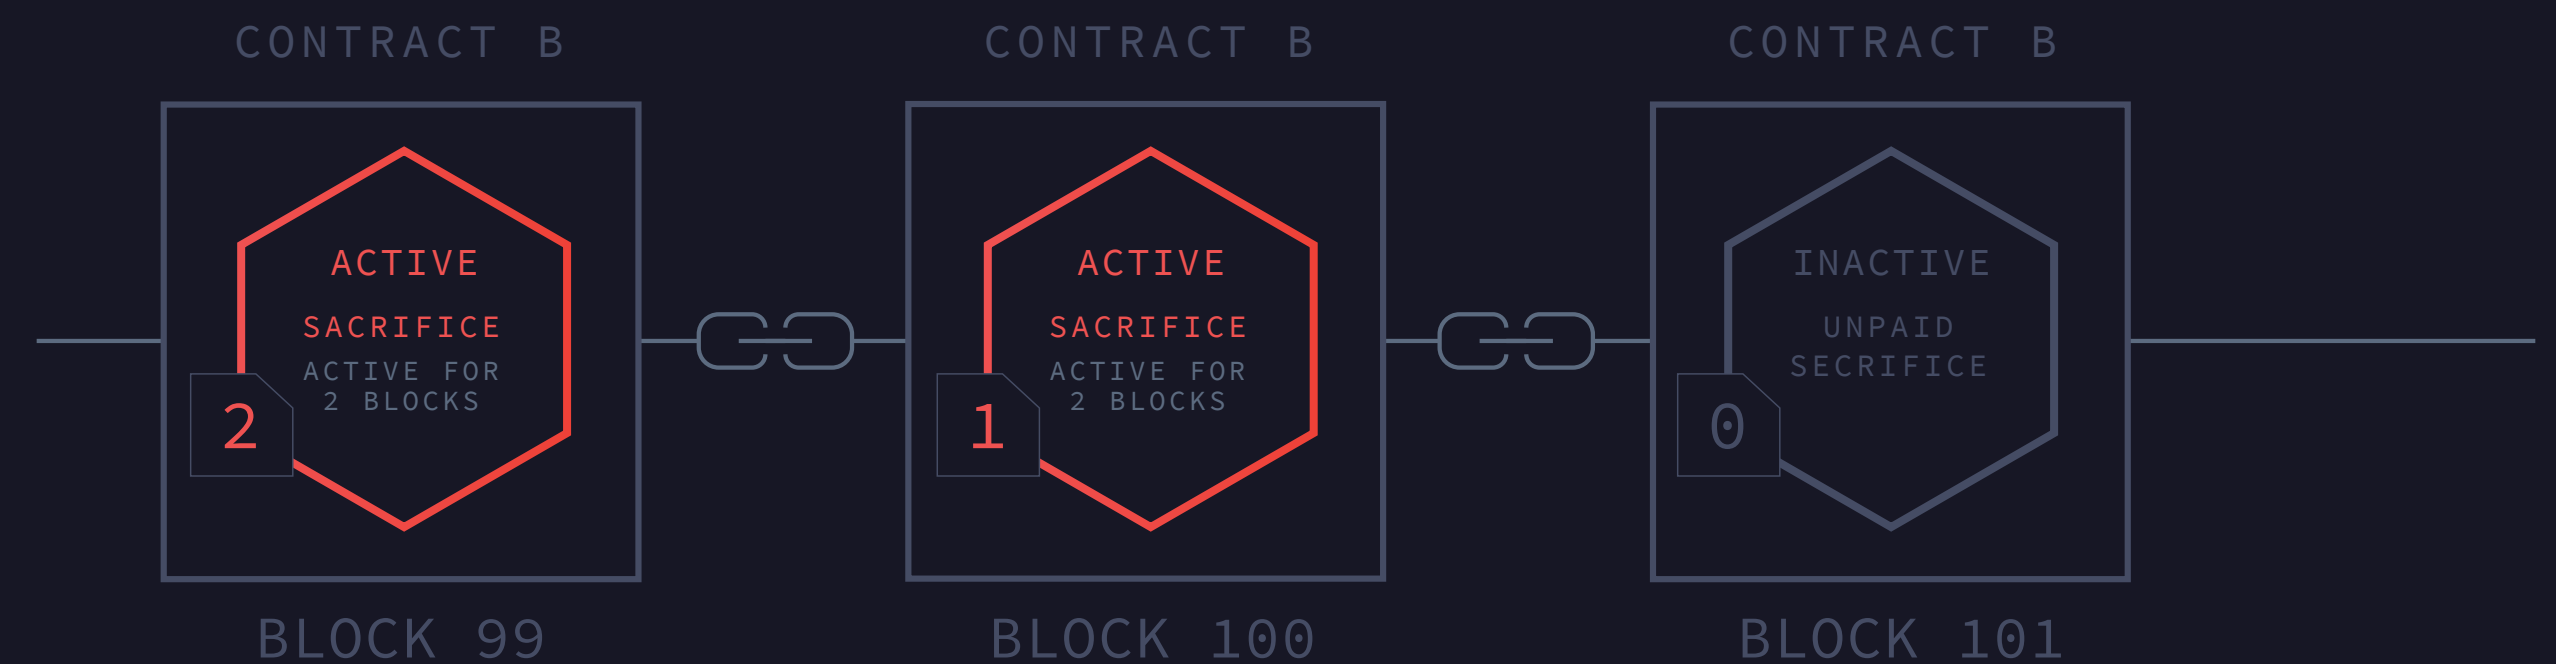 CONTRACT B
CONTRACT B
CONTRACT B
ACTIVE
SACRIFICE
ACTIVE FOR
2 BLOCKS
2
ACTIVE
SACRIFICE
ACTIVE FOR
2 BLOCKS
1
INACTIVE
UNPAID
SECRIFICE
0
BLOCK 99
BLOCK 100
BLOCK 101